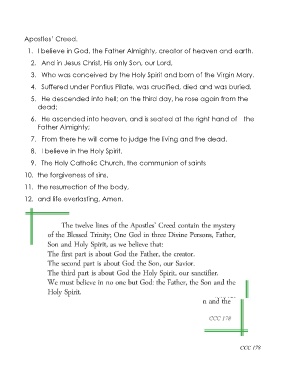 Apostles' Creed.
1. I believe in God, the Father Almighty, creator of heaven and earth.
2. And in Jesus Christ, His only Son, our Lord,
3. Who was conceived by the Holy Spirit and born of the Virgin Mary.
4. Suffered under Pontius Pilate, was crucified, died and was buried.
5. He descended into hell; on the third day, he rose again from the
dead;
6. He ascended into heaven, and is seated at the right hand of the
Father Almighty;
7. From there he will come to judge the living and the dead.
8. I believe in the Holy Spirit.
9. The Holy Catholic Church, the communion of saints
10. the forgiveness of sins,
11. the resurrection of the body,
12. and life everlasting, Amen.
The twelve lines of the Apostles' Creed contain the mystery
of the Blessed Trinity; One God in three Divine Persons, Father,
Son and Holy Spirit, as we believe that:
The first part is about God the Father, the creator.
The second part is about God the Son, our Savior.
The third part is about God the Holy Spirit, our sanctifier.
We must believe in no one but God: the Father, the Son and the
Holy Spirit.
n and the
CCC 178
CCC 178